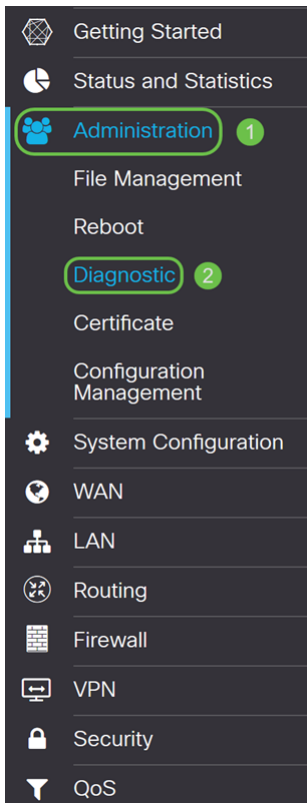 Getting Started
Status and Statistics
Administration 1
File Management
Reboot
Diagnostic 2
Certificate
Configuration
Management
System Configuration
WAN
LAN
Routing
Firewall
VPN
Security
QoS